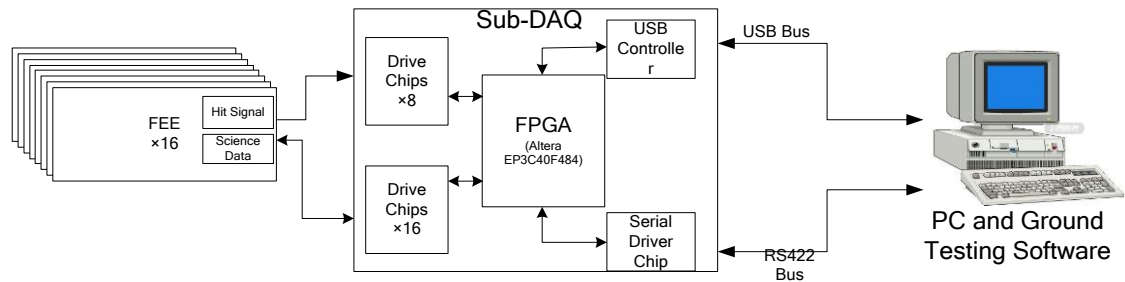 Sub-DAQ
FEE
×16
Hit Signal
Science
Data
Drive
Chips
×8
Drive
Chips
×16
FPGA
(Altera
EP3C40F484)
USB
Controlle
r
Serial
Driver
Chip
USB Bus
RS422
Bus
PC and Ground
Testing Software